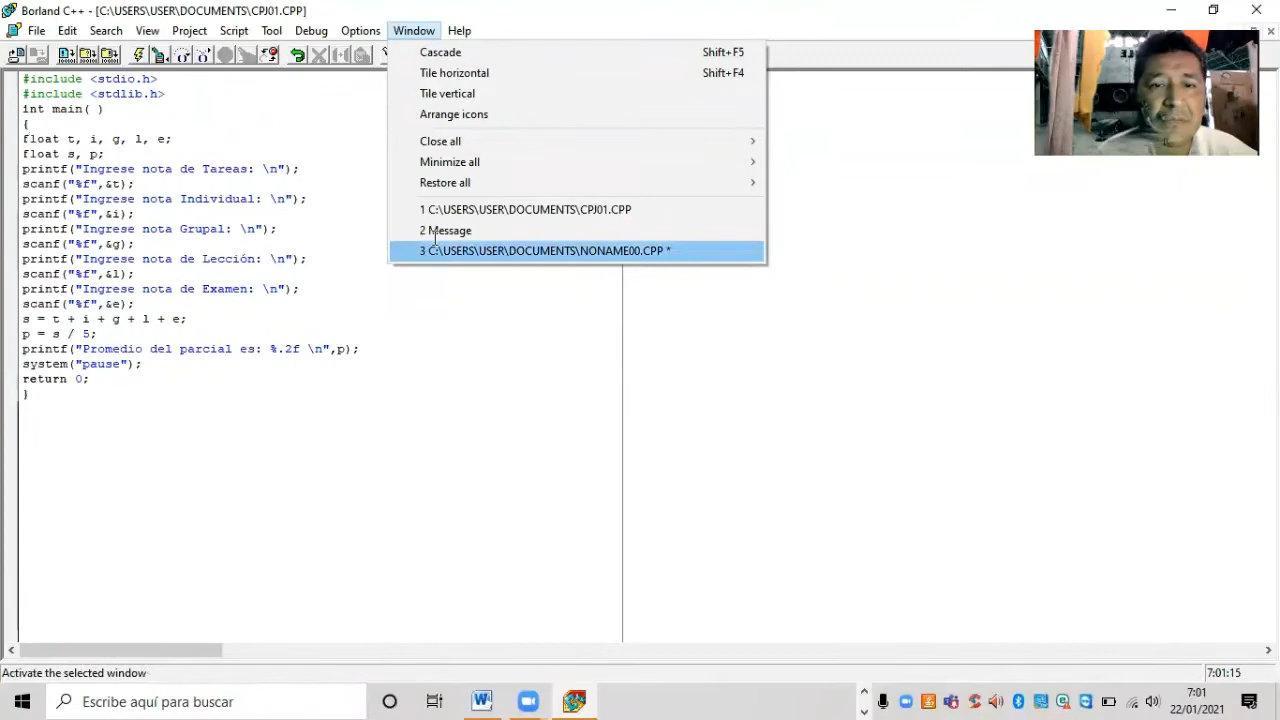 Borland C++ - [C:\USERS\USER\DOCUMENTS\CPJ01.CPP]
File Edit Search View Project Script Tool Debug Options Window Help
Cascade Shift+F5
Tile horizontal Shift+F4
Tile vertical
Arrange icons
Close all
Minimize all
Restore all
1 C:\USERS\USER\DOCUMENTS\CPJ01.CPP
2 Message
3 C:\USERS\USER\DOCUMENTS\NONAME00.CPP *
#include <stdio.h>
#include <stdlib.h>
int main( )
{
float t, i, g, l, e;
float s, p;
printf("Ingrese nota de Tareas: \n");
scanf("%f",&t);
printf("Ingrese nota Individual: \n");
scanf("%f",&i);
printf("Ingrese nota Grupal: \n");
scanf("%f",&g);
printf("Ingrese nota de Lección: \n");
scanf("%f",&l);
printf("Ingrese nota de Examen: \n");
scanf("%f",&e);
s = t + i + g + l + e;
p = s / 5;
printf("Promedio del parcial es: %.2f \n",p);
system("pause");
return 0;
}
Activate the selected window 7:01:15
Escribe aquí para buscar
7:01
22/01/2021